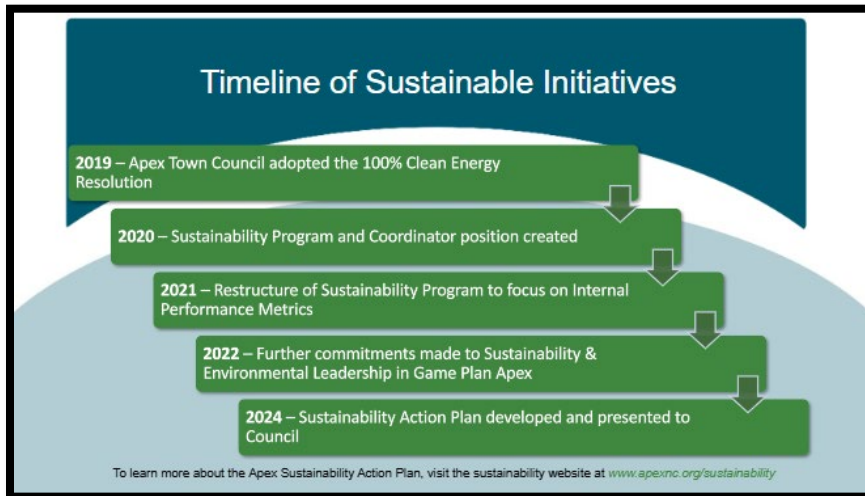 Timeline of Sustainable Initiatives
2019 – Apex Town Council adopted the 100% Clean Energy
Resolution
2020 – Sustainability Program and Coordinator position created
2021 – Restructure of Sustainability Program to focus on Internal
Performance Metrics
2022 – Further commitments made to Sustainability &
Environmental Leadership in Game Plan Apex
2024 – Sustainability Action Plan developed and presented to
Council
To learn more about the Apex Sustainability Action Plan, visit the sustainability website at www.apexnc.org/sustainability